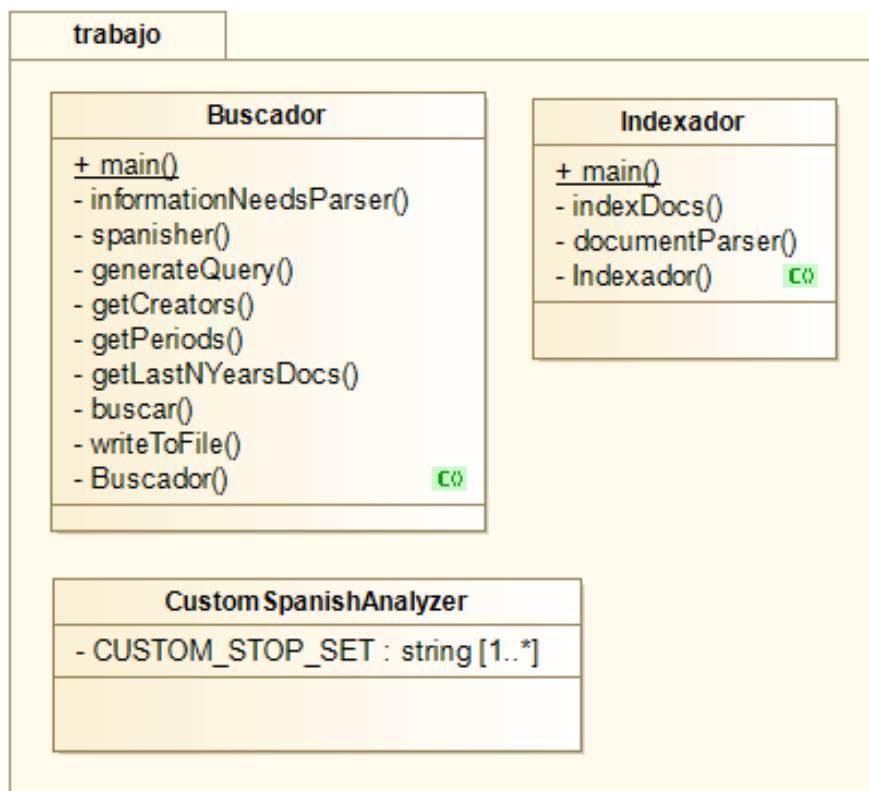 trabajo
Buscador
+ main()
- informationNeedsParser()
- spanisher()
- generateQuery()
- getCreators()
- getPeriods()
- getLastNYearsDocs()
- buscar()
- writeToFile()
- Buscador() C()
Indexador
+ main()
- indexDocs()
- documentParser()
- Indexador() C()
CustomSpanishAnalyzer
- CUSTOM_STOP_SET : string [1..*]